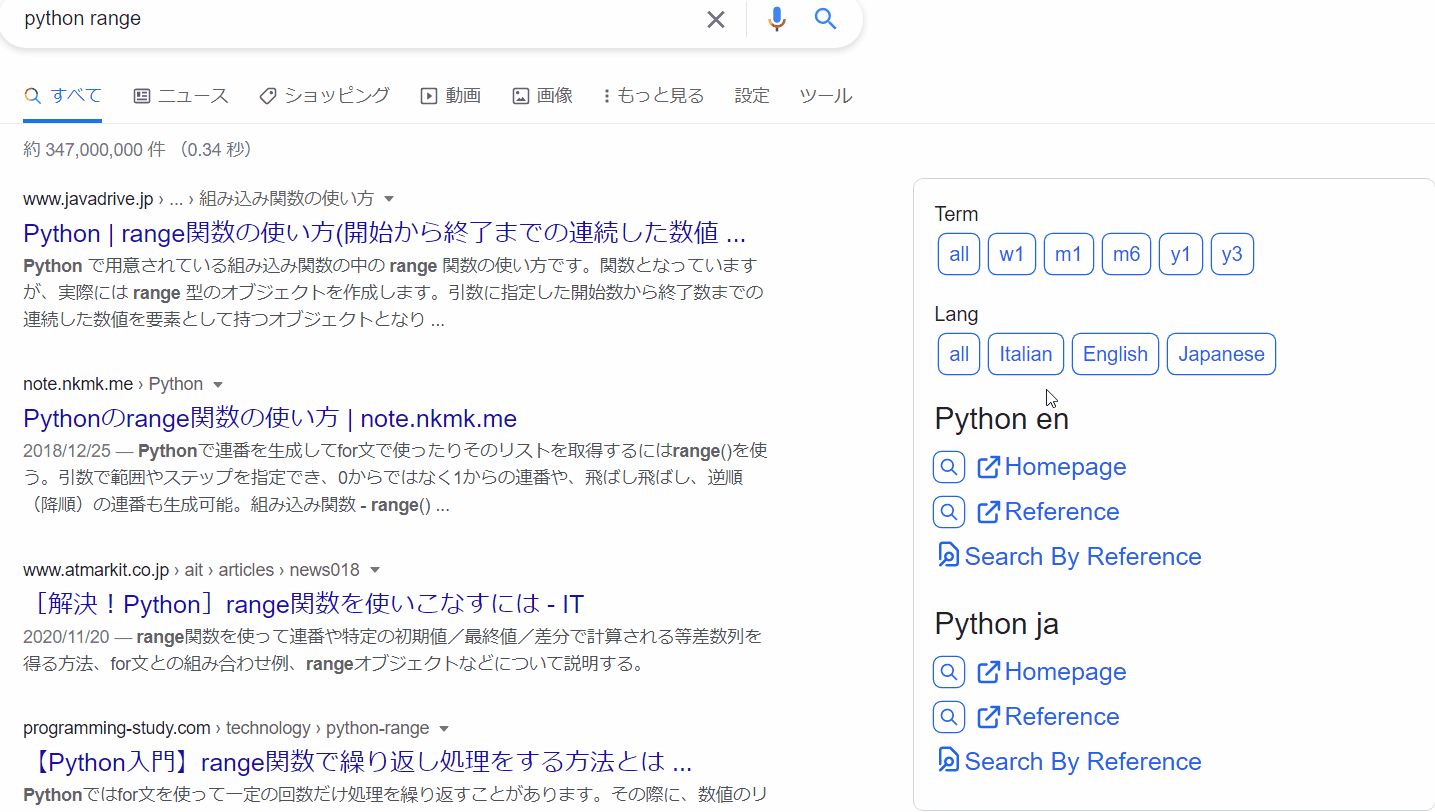 python range
すべて ニュース ショッピング 動画 画像 もっと見る 設定 ツール
約 347,000,000 件 （0.34 秒）
www.javadrive.jp › ... › 組み込み関数の使い方
Python | range関数の使い方(開始から終了までの連続した数値 ...
Python で用意されている組み込み関数の中の range 関数の使い方です。関数となっています
が、実際には range 型のオブジェクトを作成します。引数に指定した開始数から終了数までの
連続した数値を要素として持つオブジェクトとなり ...
note.nkmk.me › Python
Pythonのrange関数の使い方 | note.nkmk.me
2018/12/25 — Pythonで連番を生成してfor文で使ったりそのリストを取得するにはrange()を使
う。引数で範囲やステップを指定でき、0からではなく1からの連番や、飛ばし飛ばし、逆順
（降順）の連番も生成可能。組み込み関数 - range() ...
www.atmarkit.co.jp › ait › articles › news018
［解決！Python］range関数を使いこなすには - IT
2020/11/20 — range関数を使って連番や特定の初期値／最終値／差分で計算される等差数列を
得る方法、for文との組み合わせ例、rangeオブジェクトなどについて説明する。
programming-study.com › technology › python-range
【Python入門】range関数で繰り返し処理をする方法とは ...
Pythonではfor文を使って一定の回数だけ処理を繰り返すことがあります。その際に、数値のリ
Term
all w1 m1 m6 y1 y3
Lang
all Italian English Japanese
Python en
Homepage
Reference
Search By Reference
Python ja
Homepage
Reference
Search By Reference